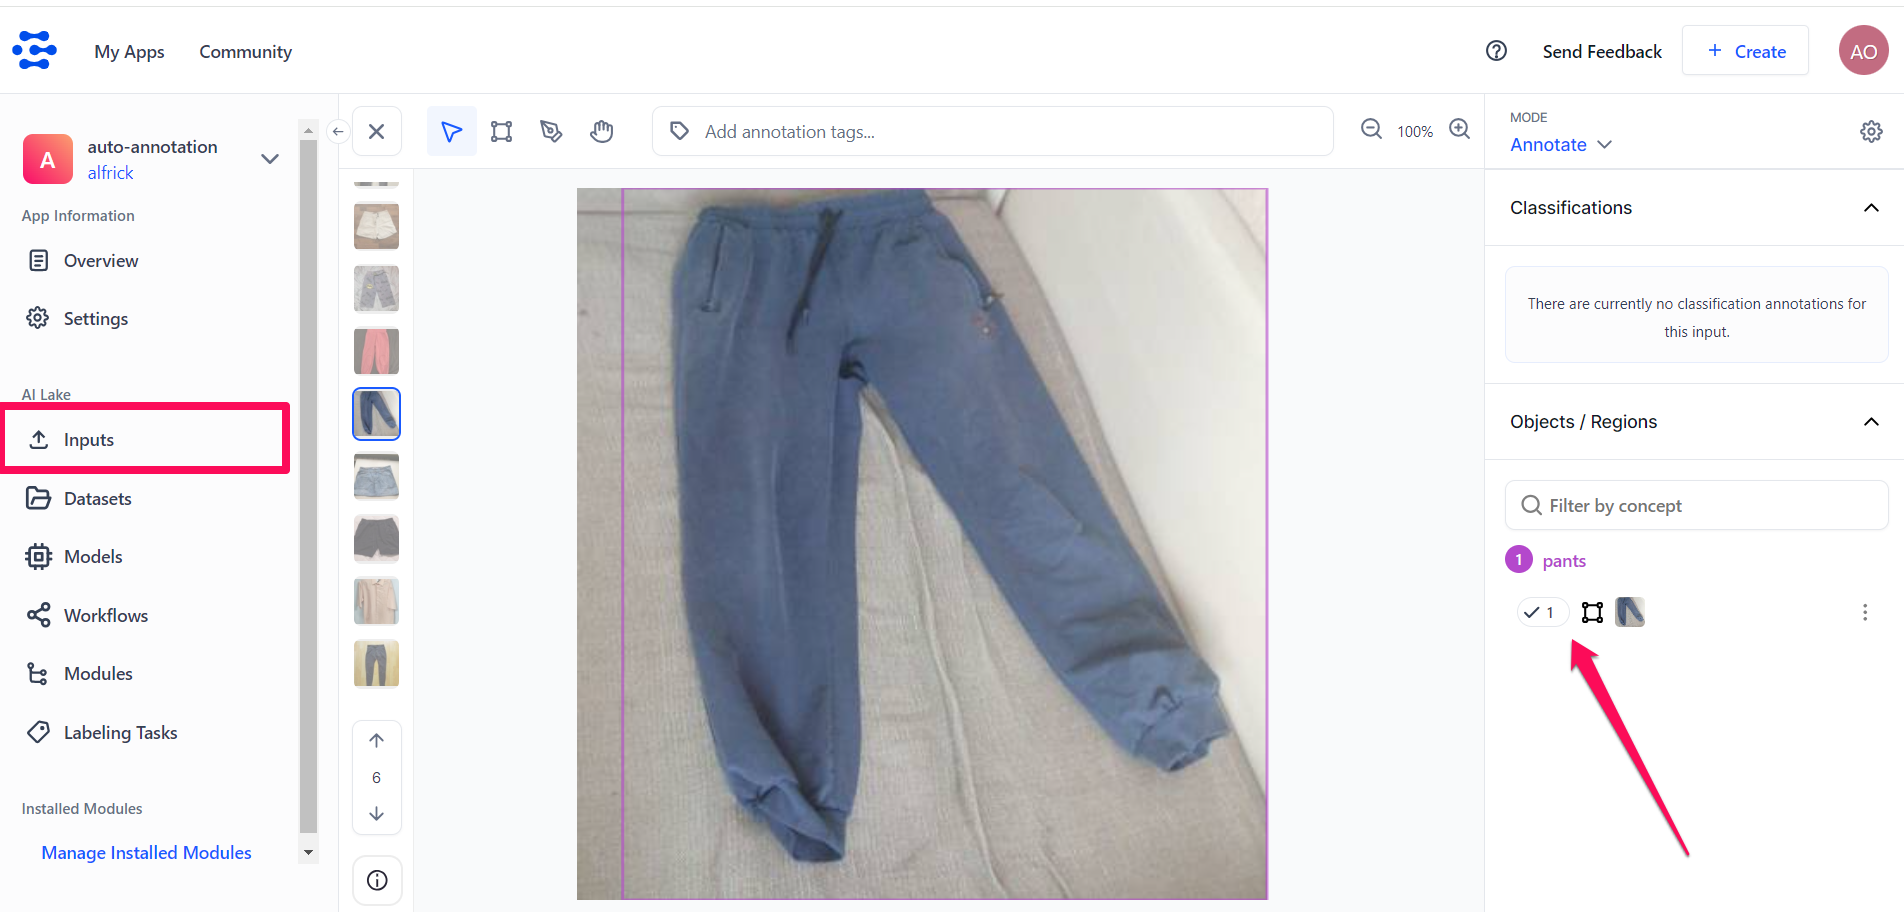 My Apps
Community
Send Feedback
+ Create
AO
A
auto-annotation
alfrick
App Information
Overview
Settings
AI Lake
Inputs
Datasets
Models
Workflows
Modules
Labeling Tasks
Installed Modules
Manage Installed Modules
6
Add annotation tags...
100%
MODE
Annotate
Classifications
There are currently no classification annotations for
this input.
Objects / Regions
Filter by concept
1 pants
1